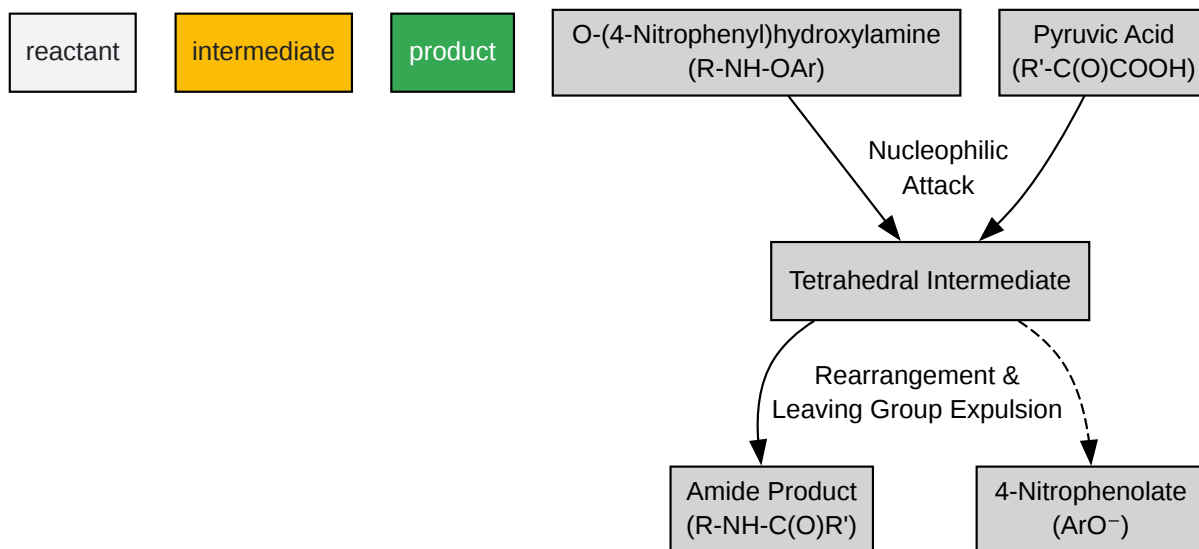 reactant
intermediate
product
O-(4-Nitrophenyl)hydroxylamine
(R-NH-OAr)
Pyruvic Acid
(R'-C(O)COOH)
Nucleophilic
Attack
Tetrahedral Intermediate
Rearrangement &
Leaving Group Expulsion
Amide Product
(R-NH-C(O)R')
4-Nitrophenolate
(ArO⁻)